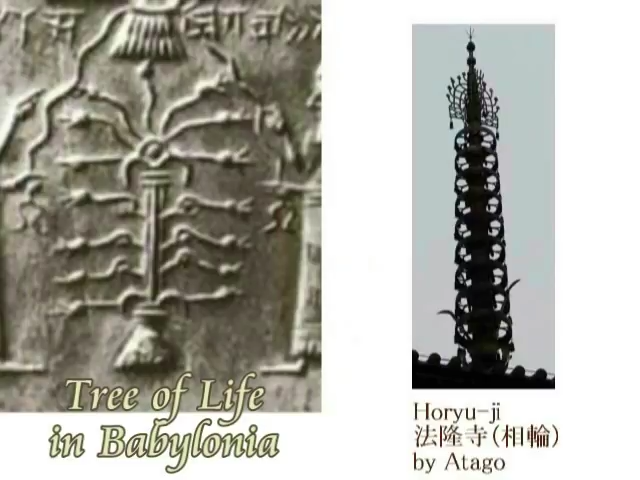 Tree of Life
in Babylonia
Horyu-ji
法隆寺(相輪)
by Atago